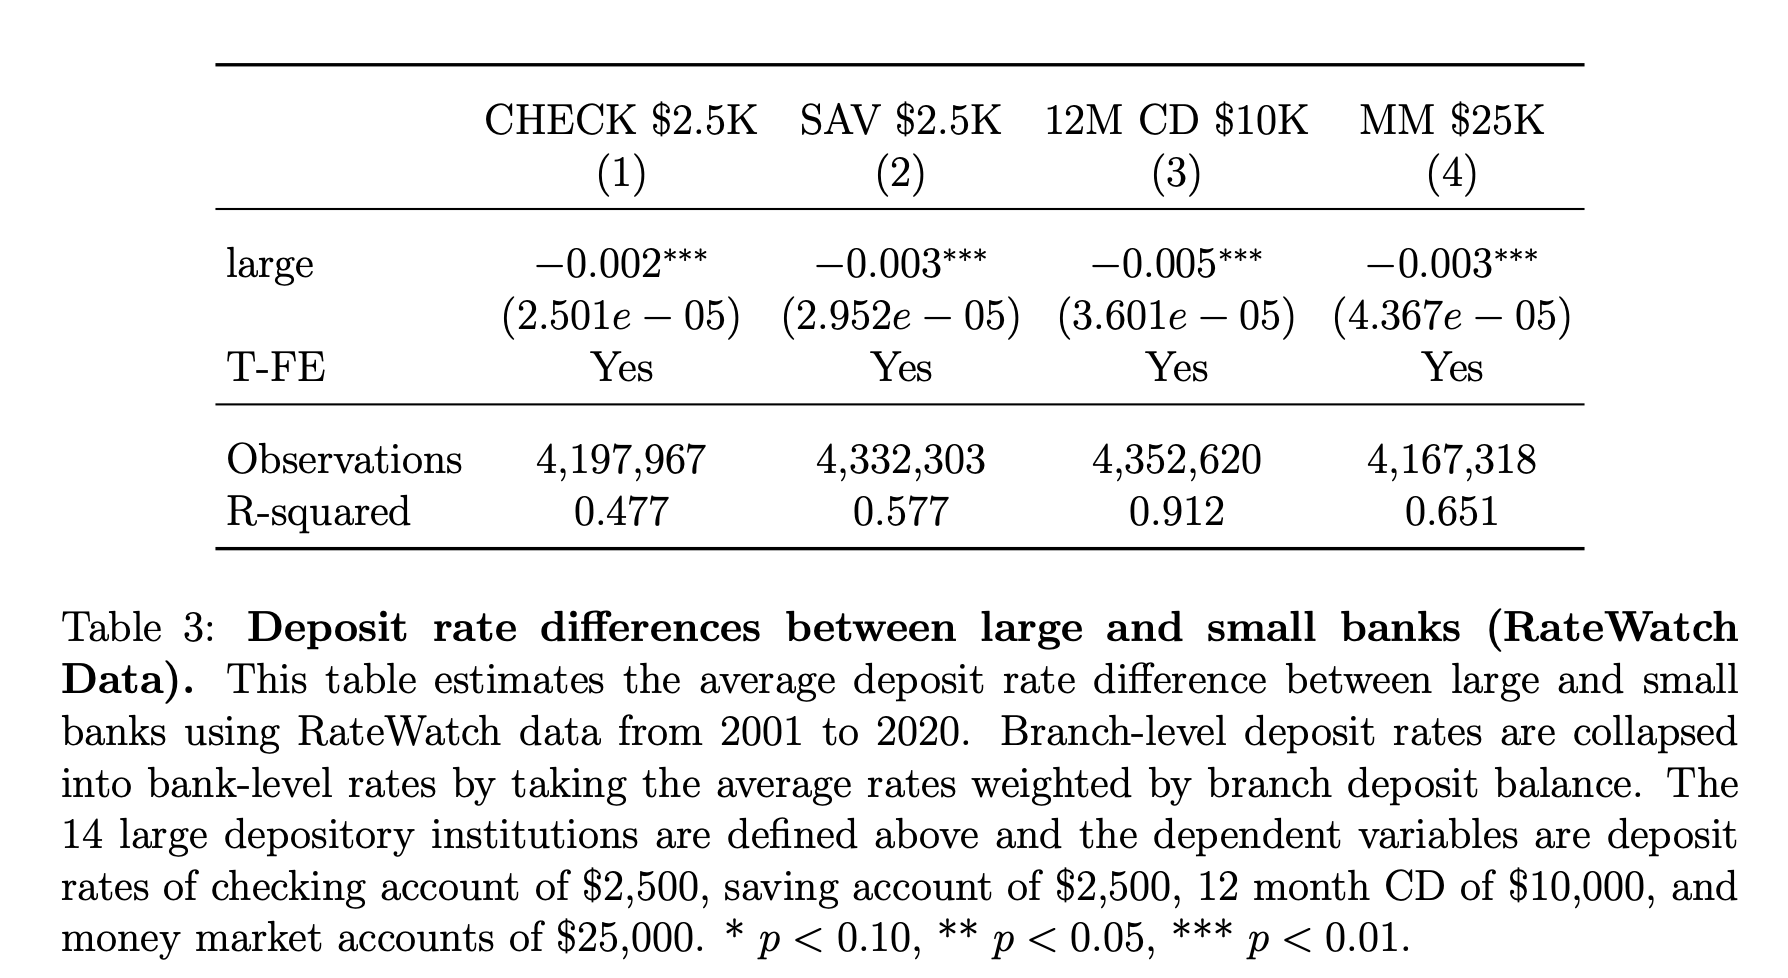 CHECK $2.5K SAV $2.5K 12M CD $10K MM $25K
(1) (2) (3) (4)
large −0.002*** −0.003*** −0.005*** −0.003***
(2.501e − 05) (2.952e − 05) (3.601e − 05) (4.367e − 05)
T-FE Yes Yes Yes Yes
Observations 4,197,967 4,332,303 4,352,620 4,167,318
R-squared 0.477 0.577 0.912 0.651
Table 3: Deposit rate differences between large and small banks (RateWatch
Data). This table estimates the average deposit rate difference between large and small
banks using RateWatch data from 2001 to 2020. Branch-level deposit rates are collapsed
into bank-level rates by taking the average rates weighted by branch deposit balance. The
14 large depository institutions are defined above and the dependent variables are deposit
rates of checking account of $2,500, saving account of $2,500, 12 month CD of $10,000, and
money market accounts of $25,000. * p < 0.10, ** p < 0.05, *** p < 0.01.